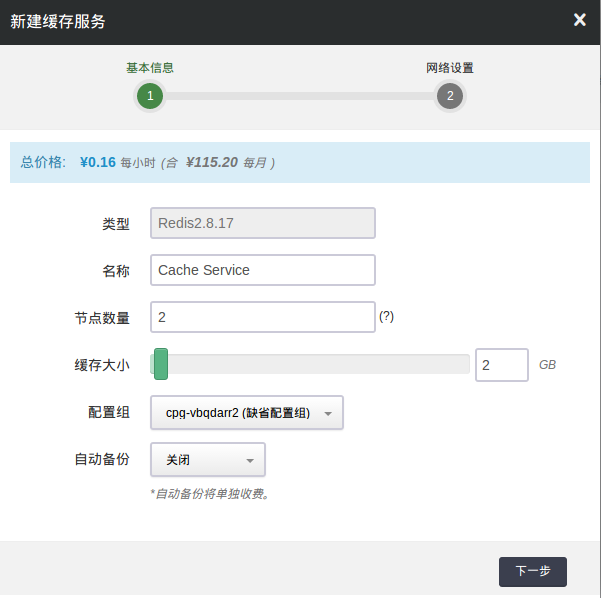 新建缓存服务 ×
基本信息 网络设置
1 2
总价格: ¥0.16 每小时 (合 ¥115.20 每月 )
类型 Redis2.8.17
名称 Cache Service
节点数量 2 (?)
缓存大小 2 GB
配置组 cpg-vbqdarr2 (缺省配置组)
自动备份 关闭
*自动备份将单独收费。
下一步